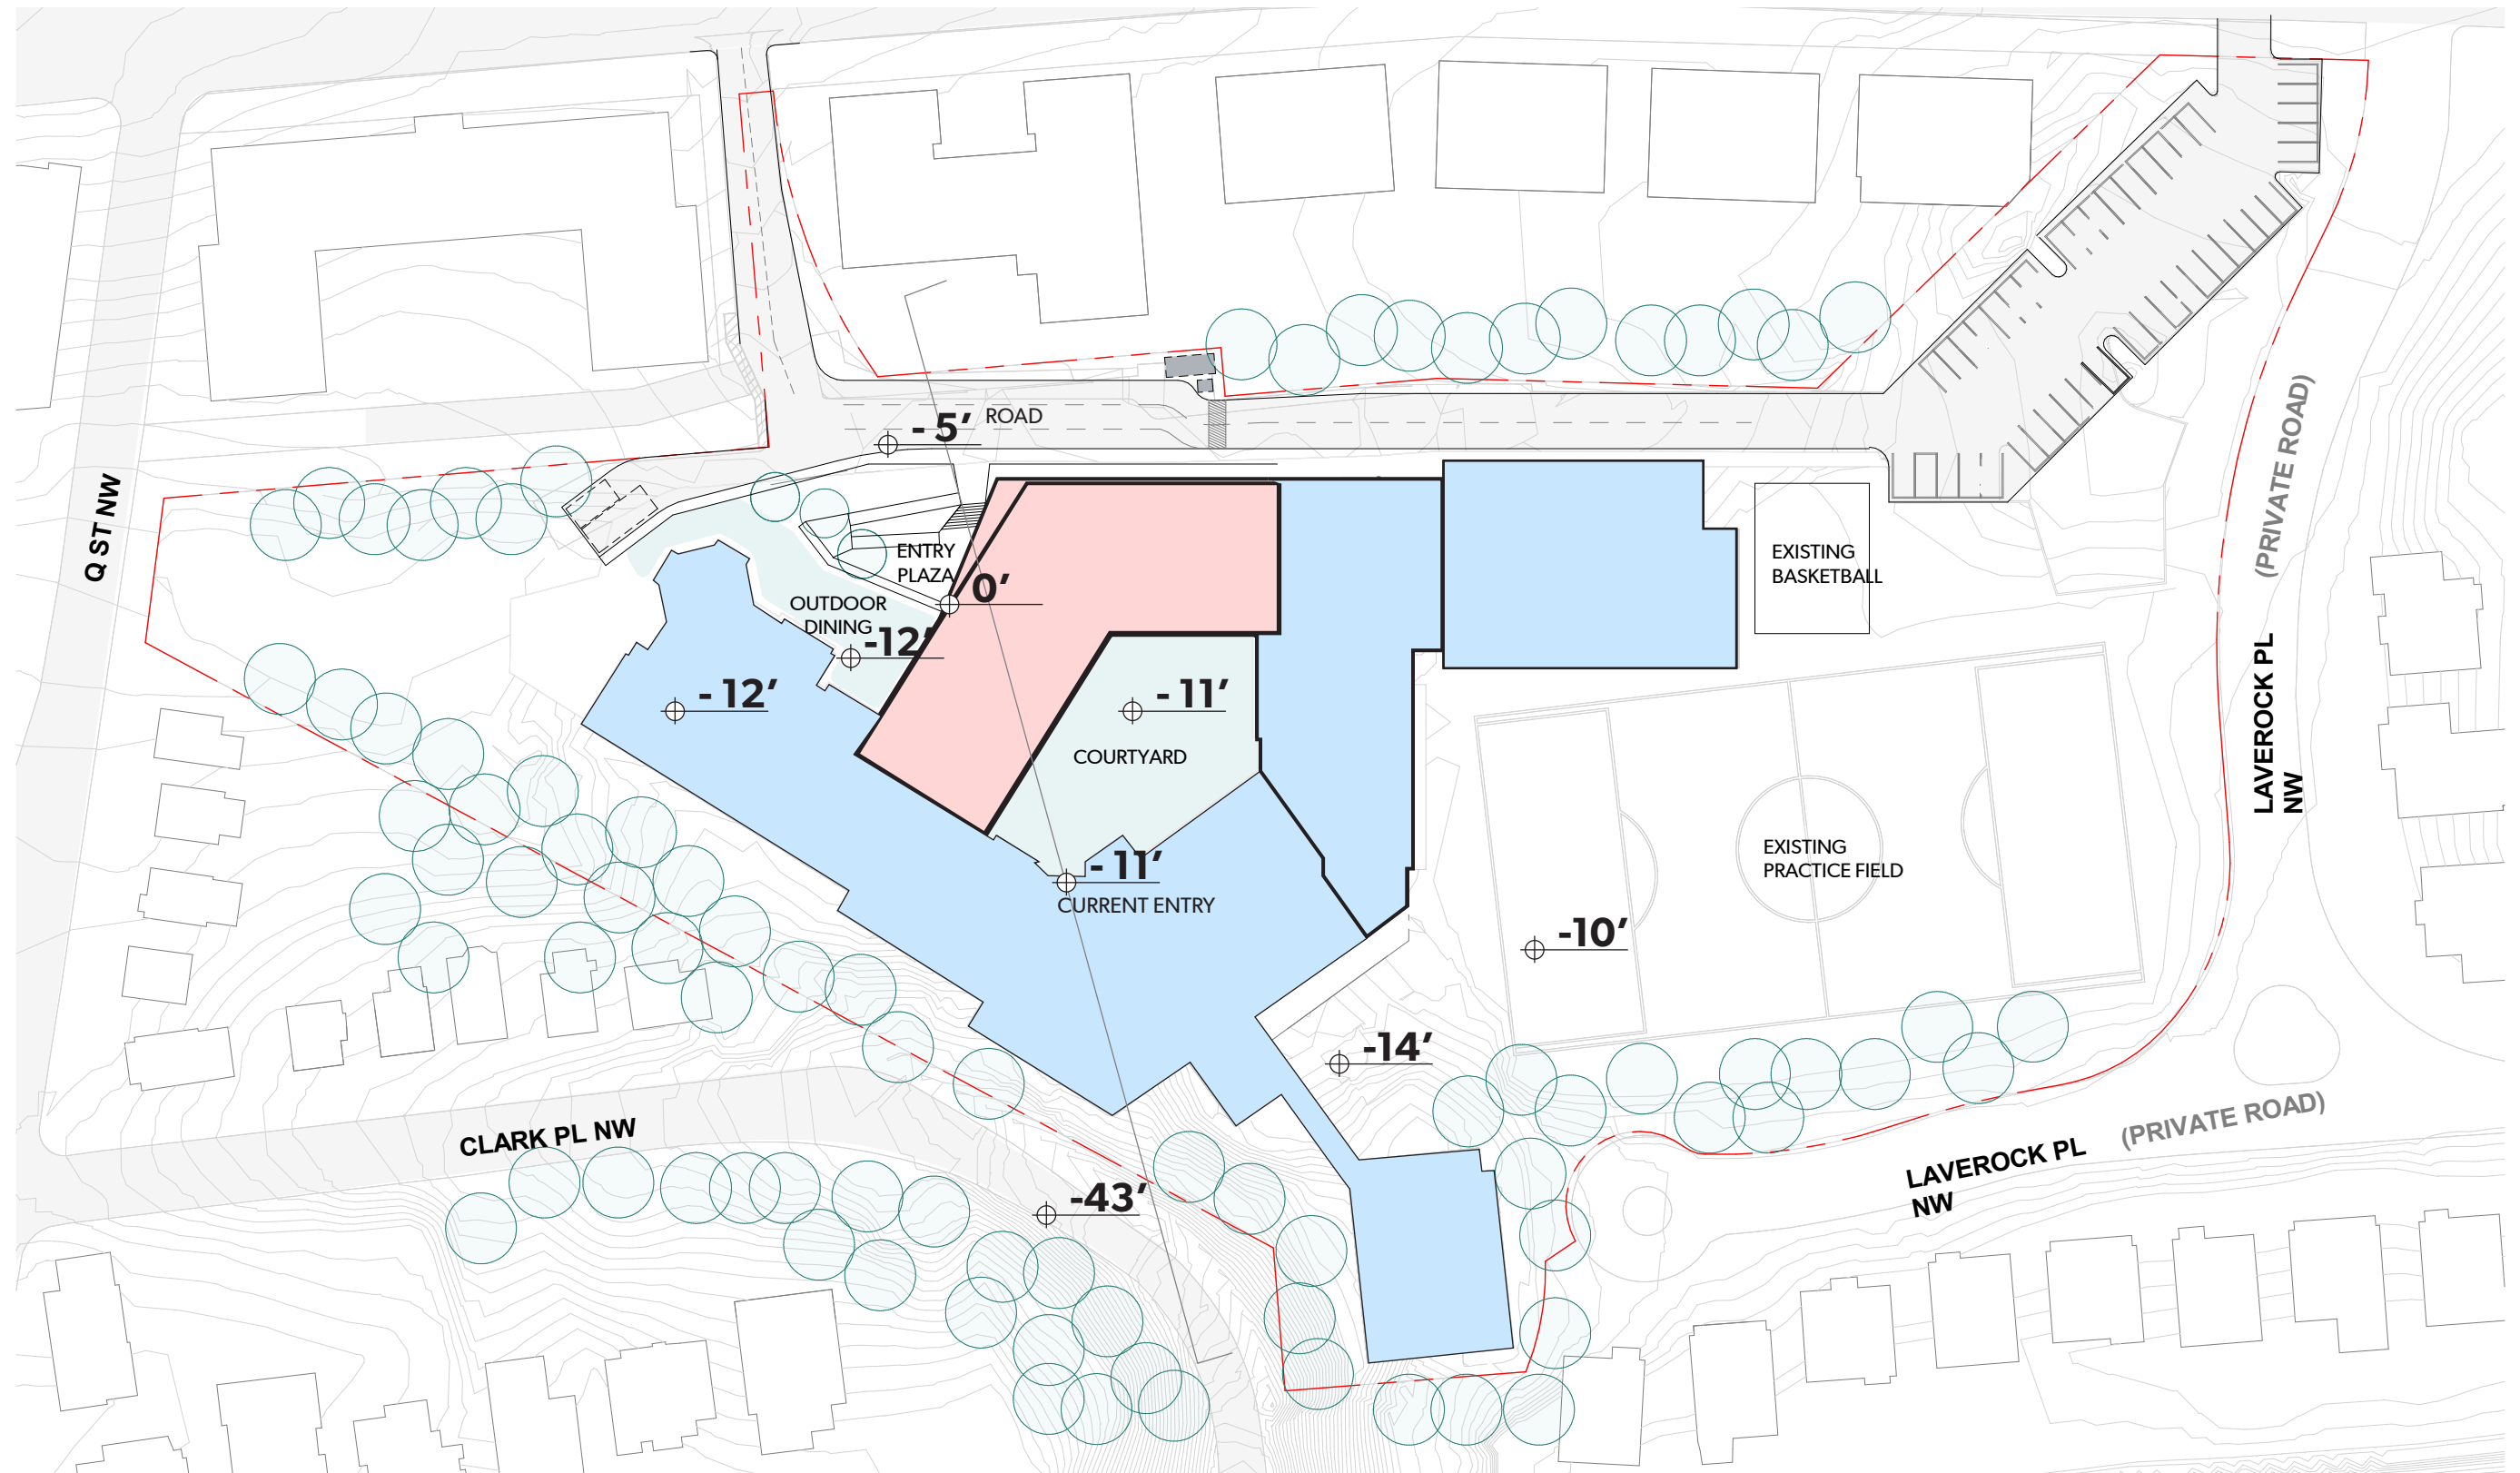 - 5′
ROAD
Q ST NW
ENTRY
PLAZA
0′
OUTDOOR
DINING
-12′
- 12′
- 11′
COURTYARD
- 11′
CURRENT ENTRY
EXISTING
BASKETBALL
EXISTING
PRACTICE FIELD
-10′
-14′
-43′
CLARK PL NW
(PRIVATE ROAD)
LAVEROCK PL
NW
LAVEROCK PL
NW
(PRIVATE ROAD)